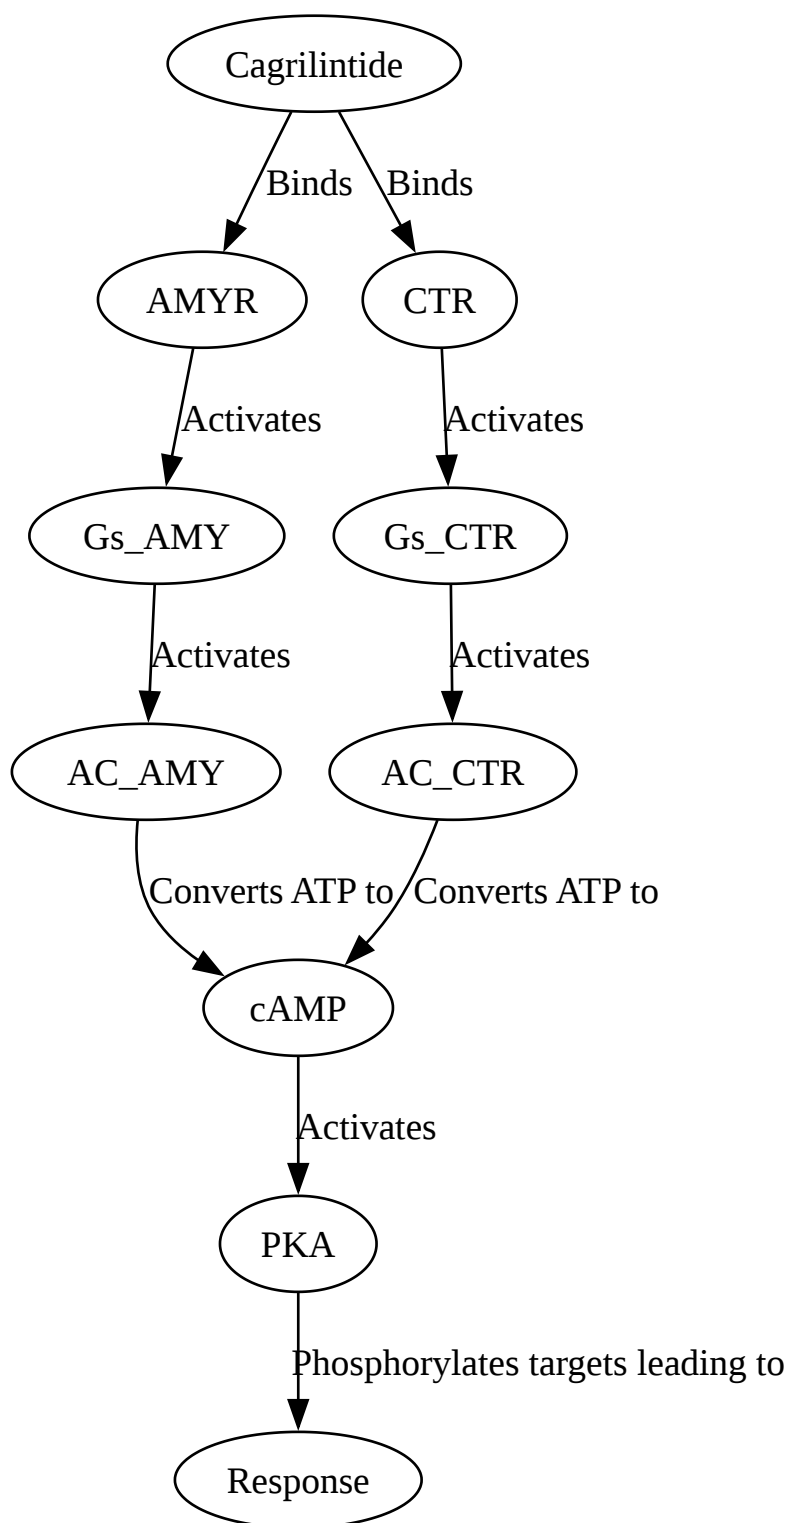 Cagrilintide
Binds Binds
AMYR CTR
Activates Activates
Gs_AMY Gs_CTR
Activates Activates
AC_AMY AC_CTR
Converts ATP to Converts ATP to
cAMP
Activates
PKA
Phosphorylates targets leading to
Response